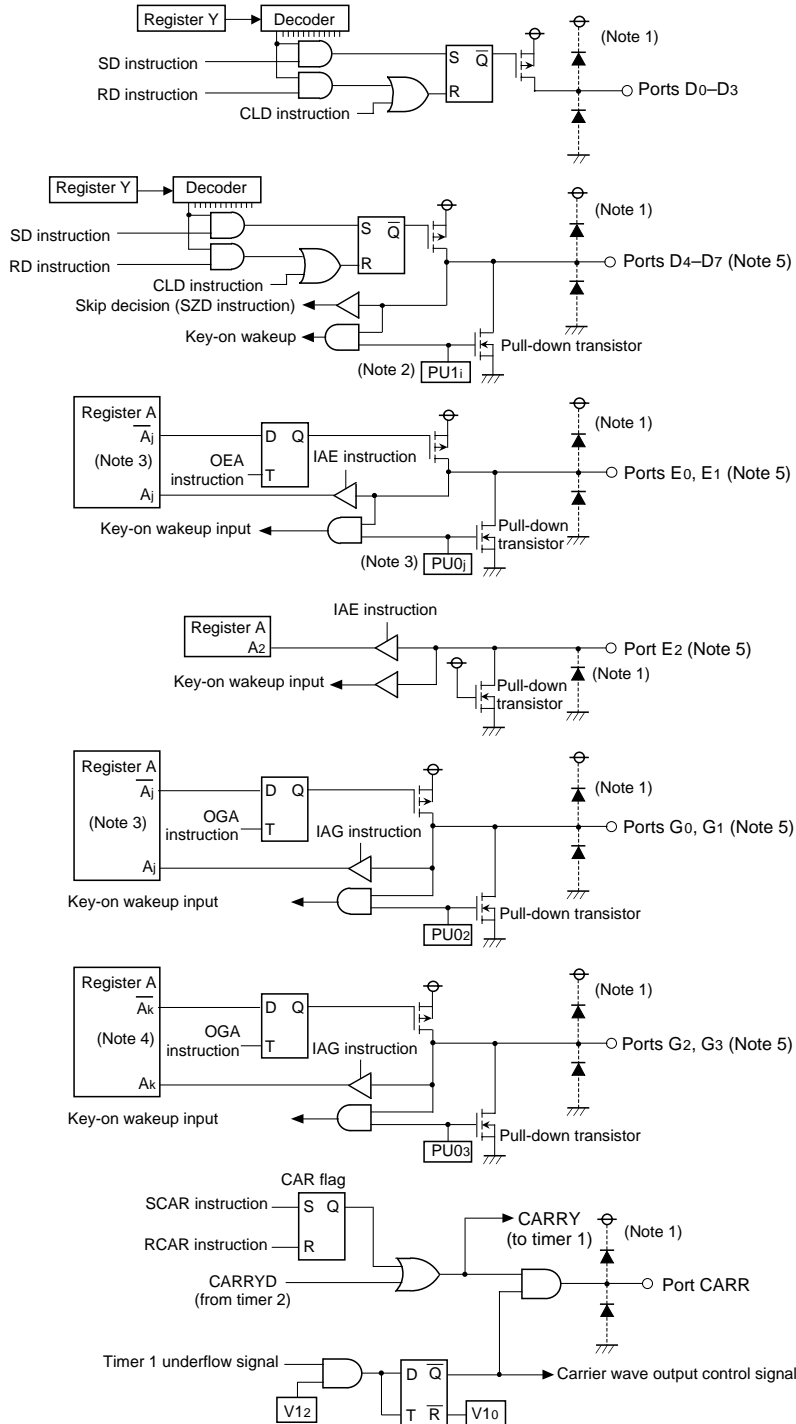 Register Y
Decoder
(Note 1)
SD instruction
S Q̅
RD instruction
R
Ports D0–D3
CLD instruction
Register Y
Decoder
(Note 1)
SD instruction
S Q̅
RD instruction
R
Ports D4–D7 (Note 5)
CLD instruction
Skip decision (SZD instruction)
Key-on wakeup
Pull-down transistor
(Note 2)
PU1i
Register A
(Note 1)
A̅j
D Q
(Note 3)
OEA instruction
IAE instruction
T
Ports E0, E1 (Note 5)
Aj
Key-on wakeup input
Pull-down transistor
(Note 3)
PU0j
IAE instruction
Register A
A2
Port E2 (Note 5)
Key-on wakeup input
Pull-down transistor
(Note 1)
Register A
(Note 1)
A̅j
D Q
(Note 3)
OGA instruction
T
Ports G0, G1 (Note 5)
IAG instruction
Aj
Key-on wakeup input
Pull-down transistor
PU02
Register A
(Note 1)
A̅k
D Q
(Note 4)
OGA instruction
T
Ports G2, G3 (Note 5)
IAG instruction
Ak
Key-on wakeup input
Pull-down transistor
PU03
CAR flag
SCAR instruction
S Q
CARRY
(to timer 1)
(Note 1)
RCAR instruction
R
CARRYD
(from timer 2)
Port CARR
Timer 1 underflow signal
D Q̅
Carrier wave output control signal
V12
T R̅
V10